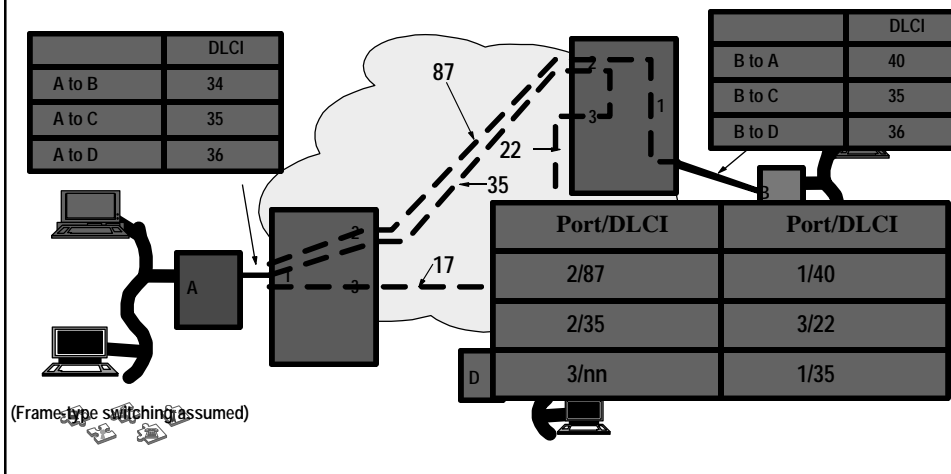 DLCI
A to B 34
A to C 35
A to D 36
DLCI
B to A 40
B to C 35
B to D 36
87
22
35
17
2
3
1
B
A
1
2
3
Port/DLCI Port/DLCI
2/87 1/40
2/35 3/22
3/nn 1/35
D
(Frame-type switching assumed)